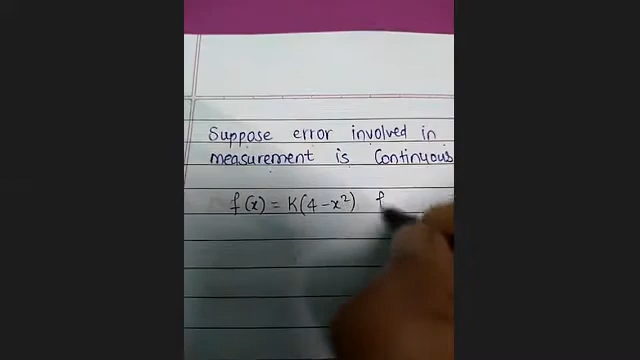 Suppose error involved in
measurement is Continuous
f(x) = K(4-x²) f